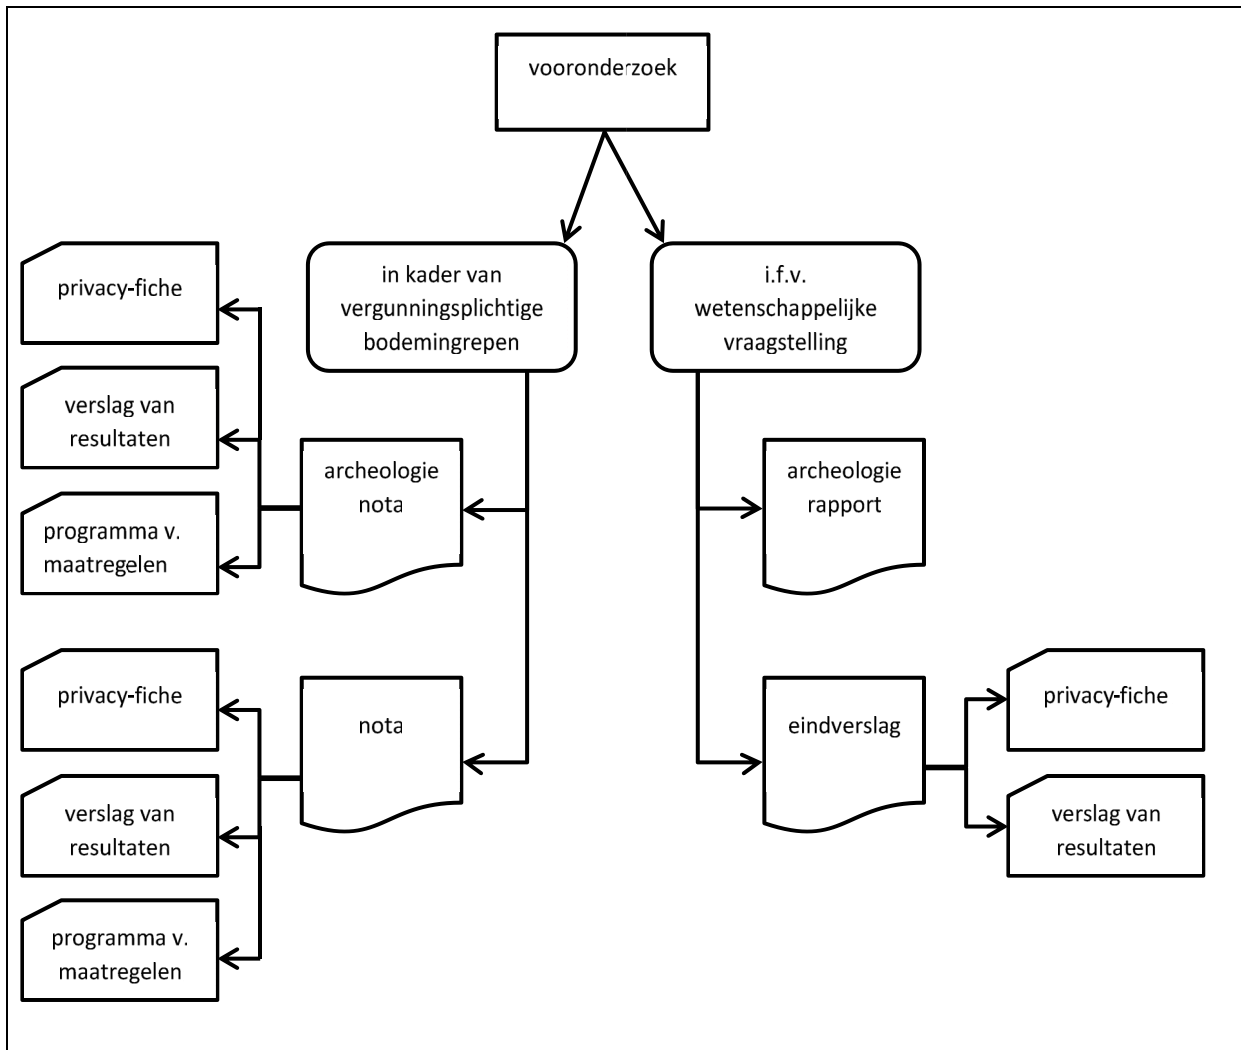 vooronderzoek
in kader van
vergunningsplichtige
bodemingrepen
i.f.v.
wetenschappelijke
vraagstelling
privacy-fiche
verslag van
resultaten
programma v.
maatregelen
archeologie
nota
archeologie
rapport
privacy-fiche
verslag van
resultaten
programma v.
maatregelen
nota
eindverslag
privacy-fiche
verslag van
resultaten